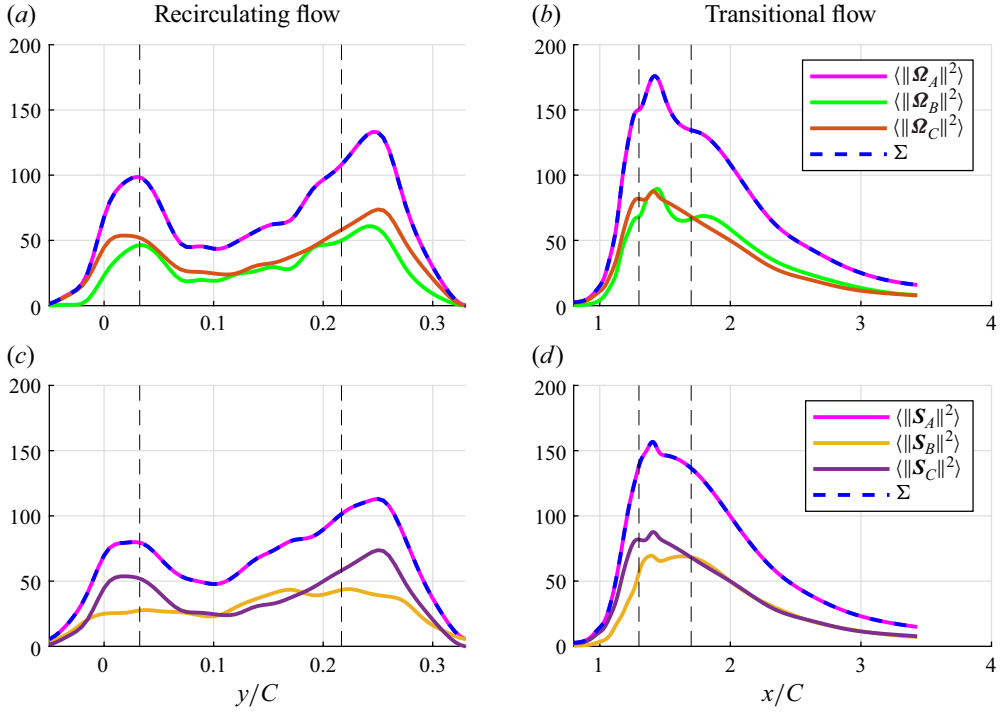 (a) Recirculating flow
(b) Transitional flow
200
150
100
50
0
0 0.1 0.2 0.3
200
150
100
50
0
1 2 3 4
⟨‖Ω_A‖²⟩
⟨‖Ω_B‖²⟩
⟨‖Ω_C‖²⟩
Σ
(c)
(d)
200
150
100
50
0
0 0.1 0.2 0.3
y/C
200
150
100
50
0
1 2 3 4
x/C
⟨‖S_A‖²⟩
⟨‖S_B‖²⟩
⟨‖S_C‖²⟩
Σ